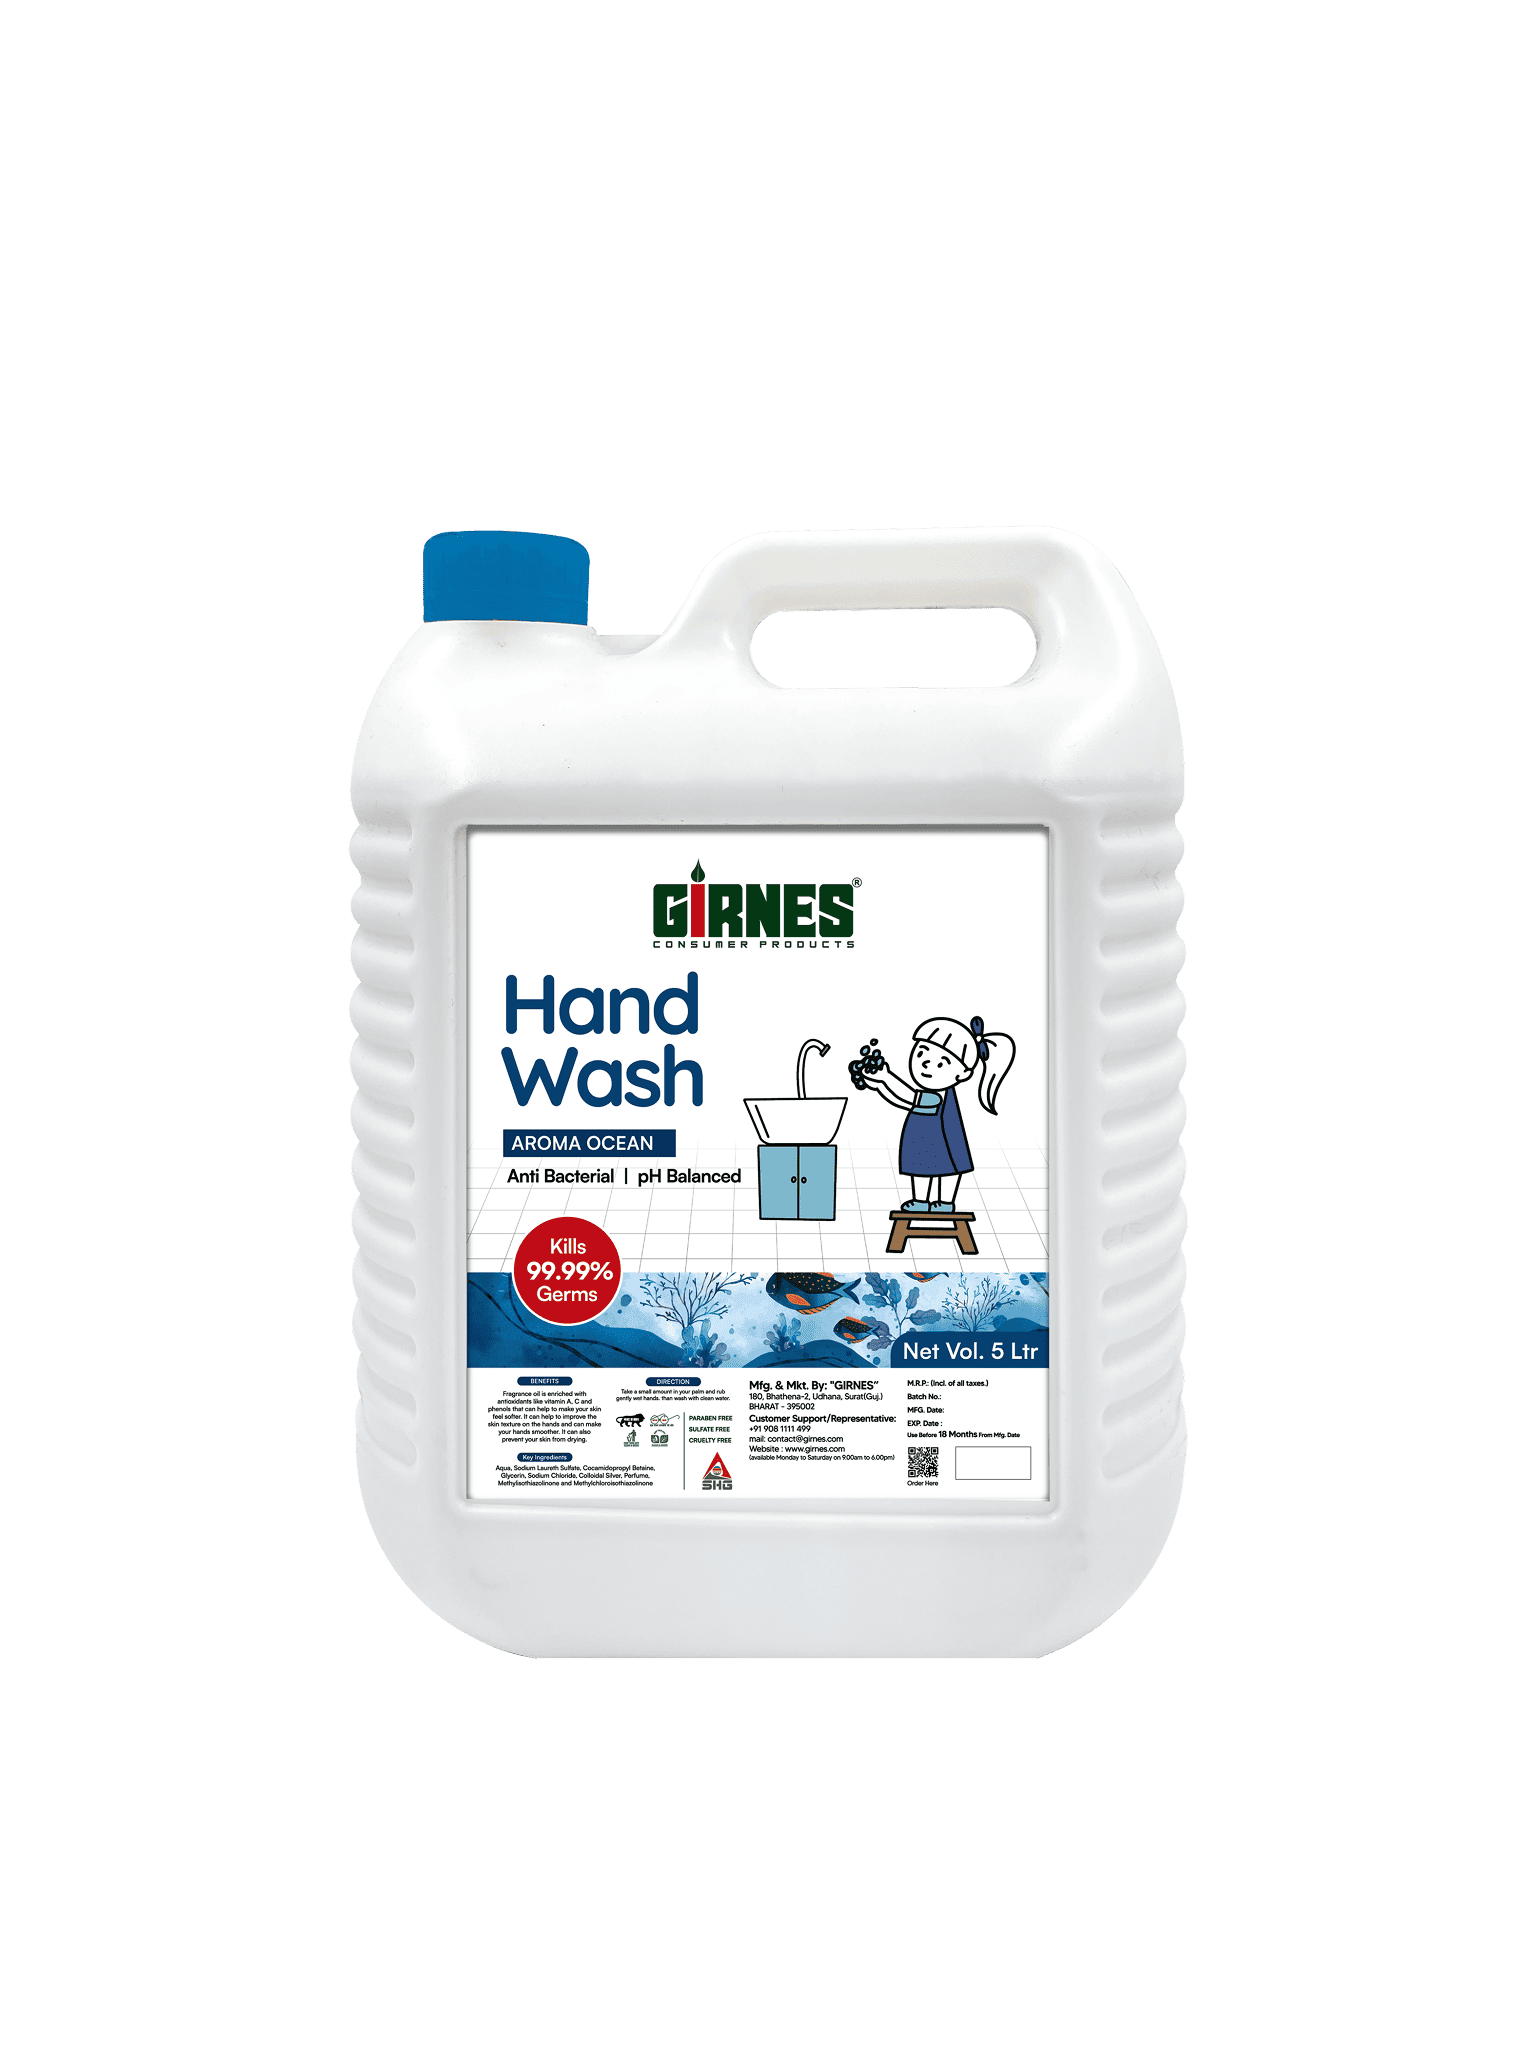 GiRNES®
CONSUMER PRODUCTS
Hand
Wash
AROMA OCEAN
Anti Bacterial | pH Balanced
Kills
99.99%
Germs
Net Vol. 5 Ltr
BENEFITS
Fragrance oil is enriched with
antioxidants like vitamin A, C and
phenols that can help to make your skin
feel softer. It can help to improve the
skin texture on the hands and can make
your hands smoother. It can also
prevent your skin from drying.
Key Ingredients
Aqua, Sodium Laureth Sulfate, Cocamidopropyl Betaine,
Glycerin, Sodium Chloride, Colloidal Silver, Perfume,
Methylisothiazolinone and Methylchloroisothiazolinone
DIRECTION
Take a small amount in your palm and rub
gently wet hands. than wash with clean water.
PARABEN FREE
SULFATE FREE
CRUELTY FREE
SHG
Mfg. & Mkt. By: "GIRNES"
180, Bhathena-2, Udhana, Surat(Guj.)
BHARAT - 395002
Customer Support/Representative:
+91 908 1111 499
mail: contact@girnes.com
Website : www.girnes.com
(available Monday to Saturday on 9:00am to 6.00pm)
M.R.P.: (Incl. of all taxes.)
Batch No.:
MFG. Date:
EXP. Date :
Use Before 18 Months From Mfg. Date
Order Here